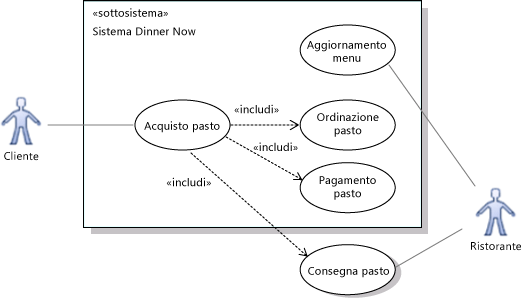 «sottosistema»
Sistema Dinner Now
Aggiornamento
menu
«includi»
Ordinazione
pasto
Acquisto pasto
«includi»
Cliente
Pagamento
pasto
«includi»
Ristorante
Consegna pasto